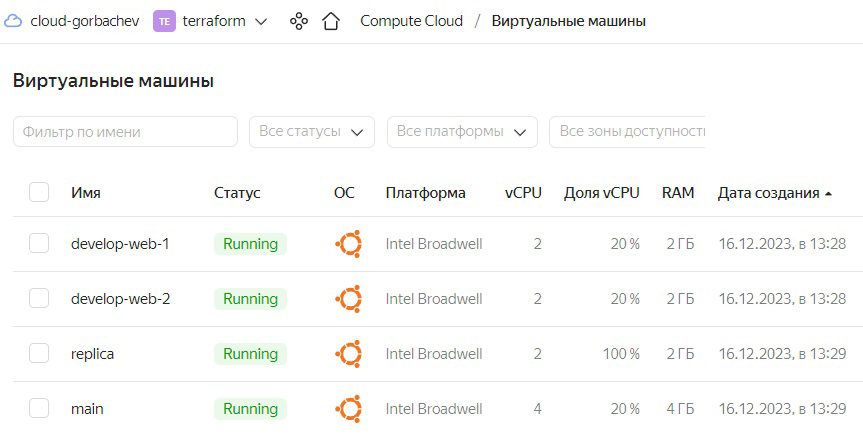 cloud-gorbachev TE terraform Compute Cloud / Виртуальные машины
Виртуальные машины
Фильтр по имени Все статусы Все платформы Все зоны доступности
Имя Статус ОС Платформа vCPU Доля vCPU RAM Дата создания
develop-web-1 Running Intel Broadwell 2 20 % 2 ГБ 16.12.2023, в 13:28
develop-web-2 Running Intel Broadwell 2 20 % 2 ГБ 16.12.2023, в 13:28
replica Running Intel Broadwell 2 100 % 2 ГБ 16.12.2023, в 13:29
main Running Intel Broadwell 4 20 % 4 ГБ 16.12.2023, в 13:29